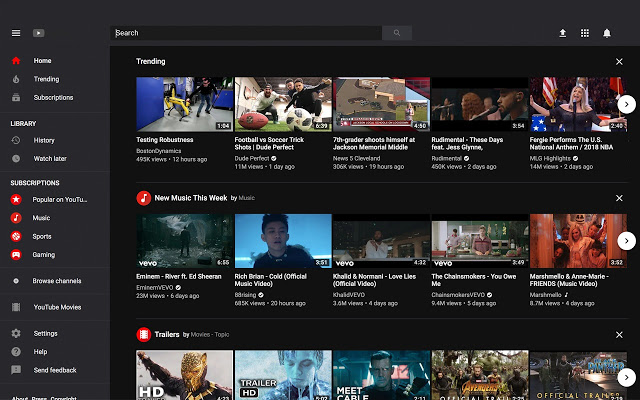 Search
Home
Trending
Subscriptions
LIBRARY
History
Watch later
SUBSCRIPTIONS
Popular on YouTu...
Music
Sports
Gaming
Browse channels
YouTube Movies
Settings
Help
Send feedback
About Press Copyright
Trending
1:04
Testing Robustness
BostonDynamics
495K views • 12 hours ago
6:39
Football vs Soccer Trick
Shots | Dude Perfect
Dude Perfect
11M views • 1 day ago
4:50
7th-grader shoots himself at
Jackson Memorial Middle
News 5 Cleveland
306K views • 19 hours ago
3:54
Rudimental - These Days
feat. Jess Glynne,
Rudimental
450K views • 2 days ago
2:40
Fergie Performs The U.S.
National Anthem / 2018 NBA
MLG Highlights
14M views • 2 days ago
New Music This Week by Music
vevo
6:55
Eminem - River ft. Ed Sheeran
EminemVEVO
23M views • 6 days ago
3:51
Rich Brian - Cold (Official
Music Video)
88rising
685K views • 20 hours ago
vevo
Khalid & Normani - Love Lies
(Official Video)
KhalidVEVO
3.6M views • 4 days ago
vevo
3:49
The Chainsmokers - You Owe
Me
ChainsmokersVEVO
9.4M views • 5 days ago
3:52
Marshmello & Anne-Marie -
FRIENDS (Music Video)
Marshmello
8.7M views • 4 days ago
Trailers by Movies - Topic
HD
TRAILER
HD
MEET
CABLE
AVENGERS
OFFICIAL TRAILER
OFFICIAL TRAILER